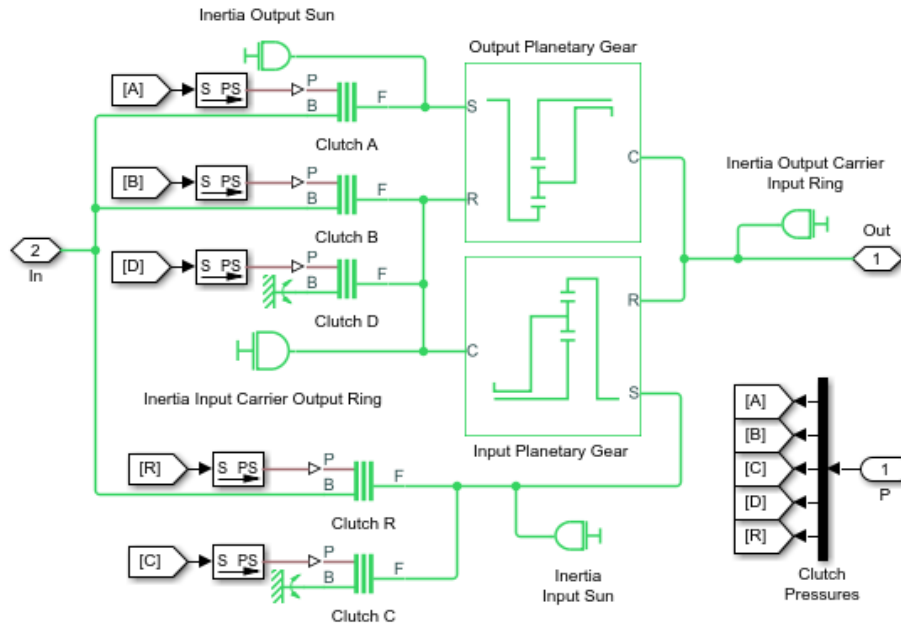 Inertia Output Sun
Output Planetary Gear
[A]
S PS
P
B
F
S
Clutch A
C
Inertia Output Carrier
Input Ring
[B]
S PS
P
B
F
R
Clutch B
Out
1
2
In
[D]
S PS
P
B
F
Clutch D
R
C
S
Inertia Input Carrier Output Ring
Input Planetary Gear
[A]
[B]
[C]
[D]
[R]
1
P
Clutch
Pressures
[R]
S PS
P
B
F
Clutch R
[C]
S PS
P
B
F
Clutch C
Inertia
Input Sun